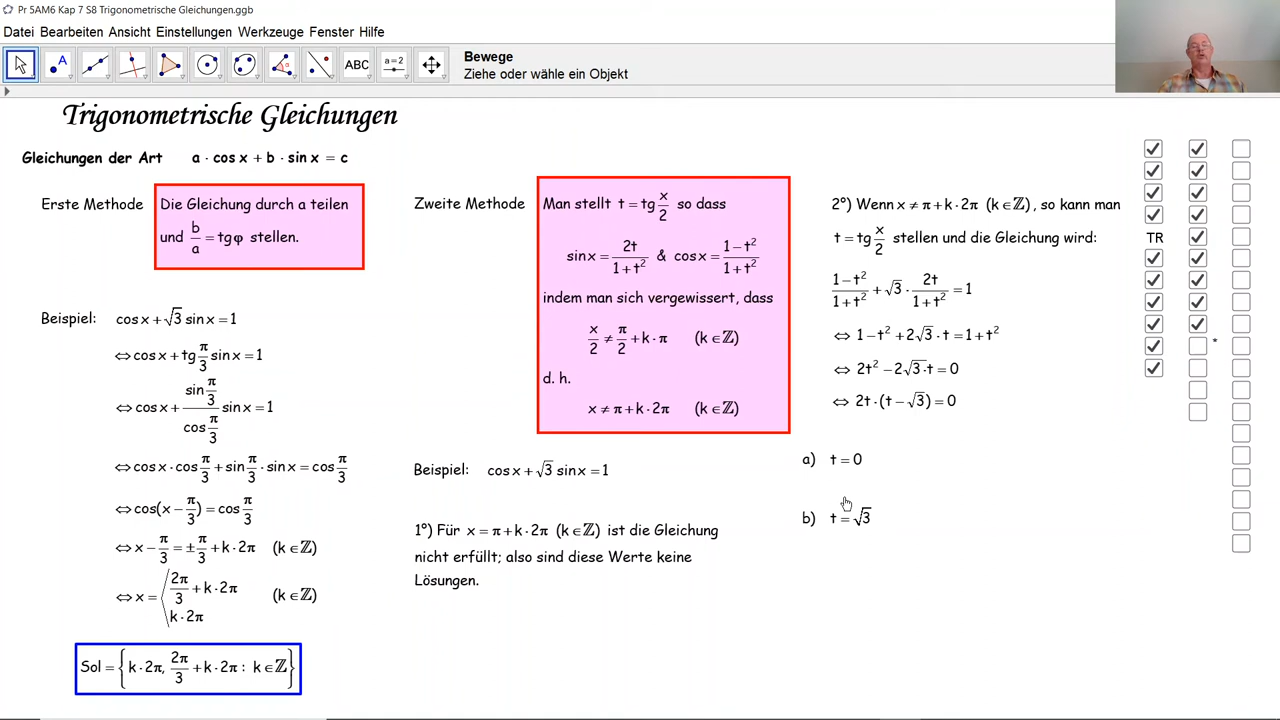 Pr 5AM6 Kap 7 S8 Trigonometrische Gleichungen.ggb
Datei Bearbeiten Ansicht Einstellungen Werkzeuge Fenster Hilfe
A
ABC
a=2
Bewege
Ziehe oder wähle ein Objekt
Trigonometrische Gleichungen
Gleichungen der Art a · cos x + b · sin x = c
Erste Methode
Die Gleichung durch a teilen
und b/a = tgφ stellen.
Beispiel: cos x + √3 sin x = 1
⇔ cos x + tg π/3 sin x = 1
⇔ cos x + (sin π/3)/(cos π/3) sin x = 1
⇔ cos x · cos π/3 + sin π/3 · sin x = cos π/3
⇔ cos(x − π/3) = cos π/3
⇔ x − π/3 = ± π/3 + k · 2π (k ∈ ℤ)
⇔ x = ⟨ 2π/3 + k · 2π (k ∈ ℤ)
k · 2π
Sol = { k · 2π, 2π/3 + k · 2π : k ∈ ℤ }
Zweite Methode
Man stellt t = tg x/2 so dass
sin x = 2t/(1 + t²) & cos x = (1 − t²)/(1 + t²)
indem man sich vergewissert, dass
x/2 ≠ π/2 + k · π (k ∈ ℤ)
d. h.
x ≠ π + k · 2π (k ∈ ℤ)
Beispiel: cos x + √3 sin x = 1
1°) Für x = π + k · 2π (k ∈ ℤ) ist die Gleichung
nicht erfüllt; also sind diese Werte keine
Lösungen.
2°) Wenn x ≠ π + k · 2π (k ∈ ℤ), so kann man
t = tg x/2 stellen und die Gleichung wird:
(1 − t²)/(1 + t²) + √3 · 2t/(1 + t²) = 1
⇔ 1 − t² + 2√3 · t = 1 + t²
⇔ 2t² − 2√3 · t = 0
⇔ 2t · (t − √3) = 0
a) t = 0
b) t = √3
TR
*